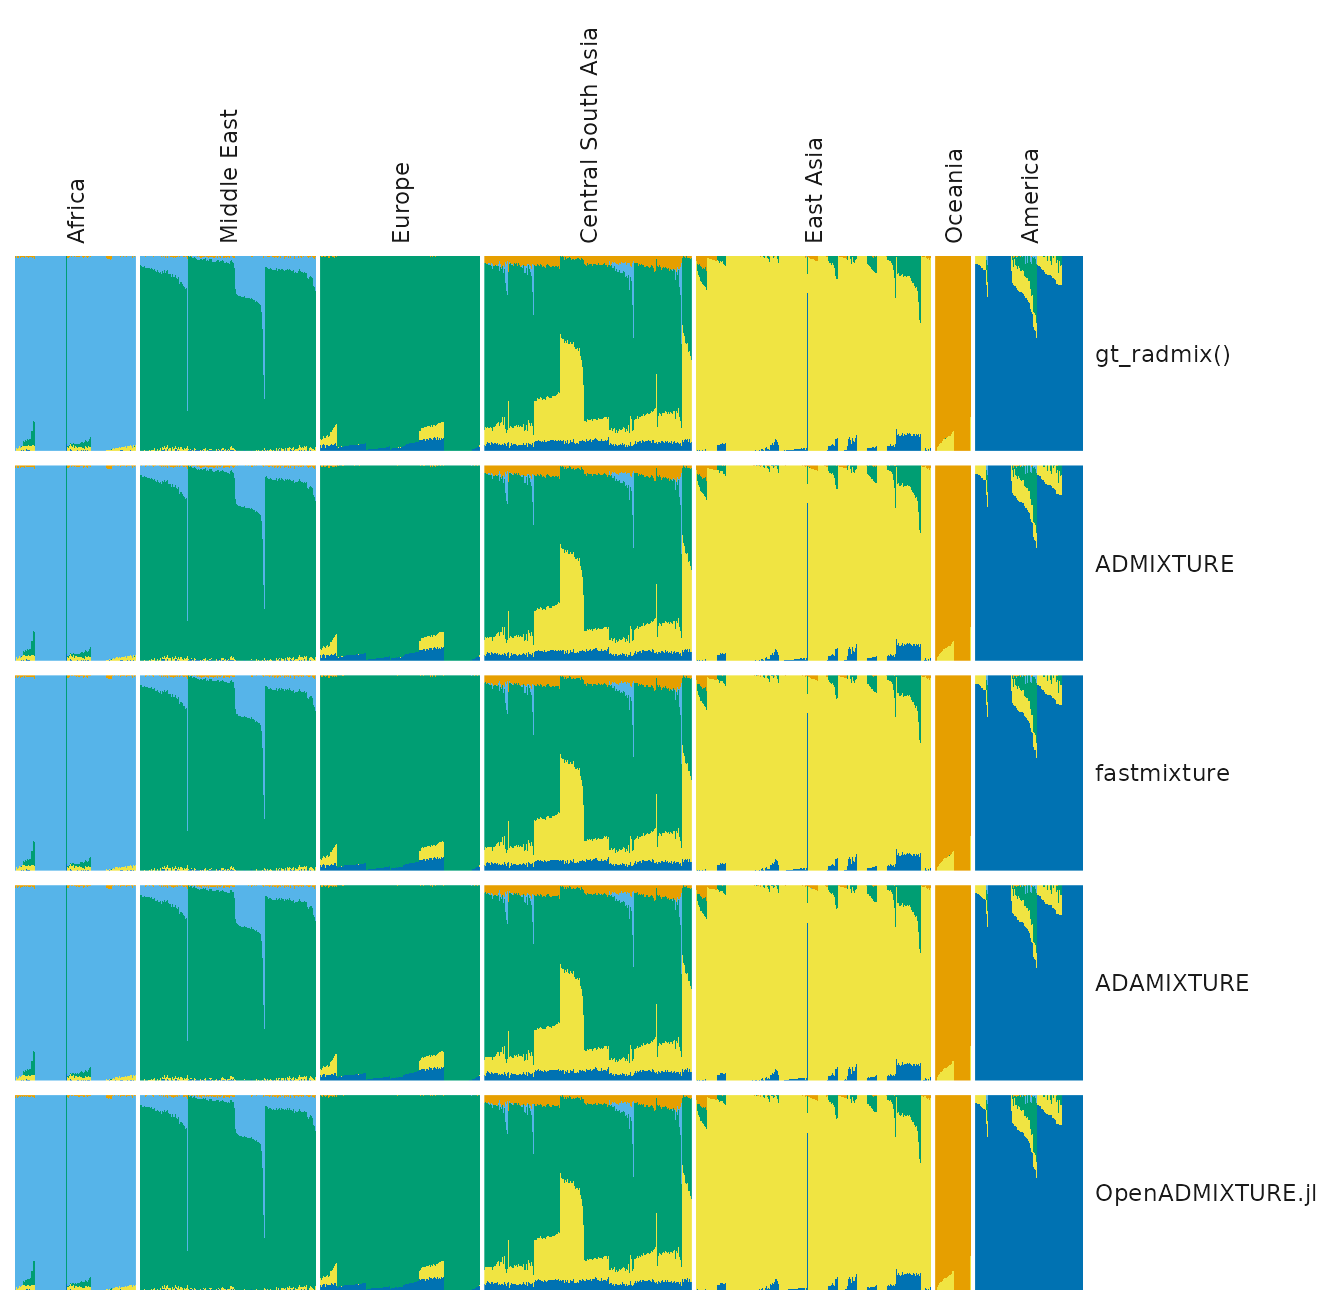 Africa
Middle East
Europe
Central South Asia
East Asia
Oceania
America
gt_radmix()
ADMIXTURE
fastmixture
ADAMIXTURE
OpenADMIXTURE.jl